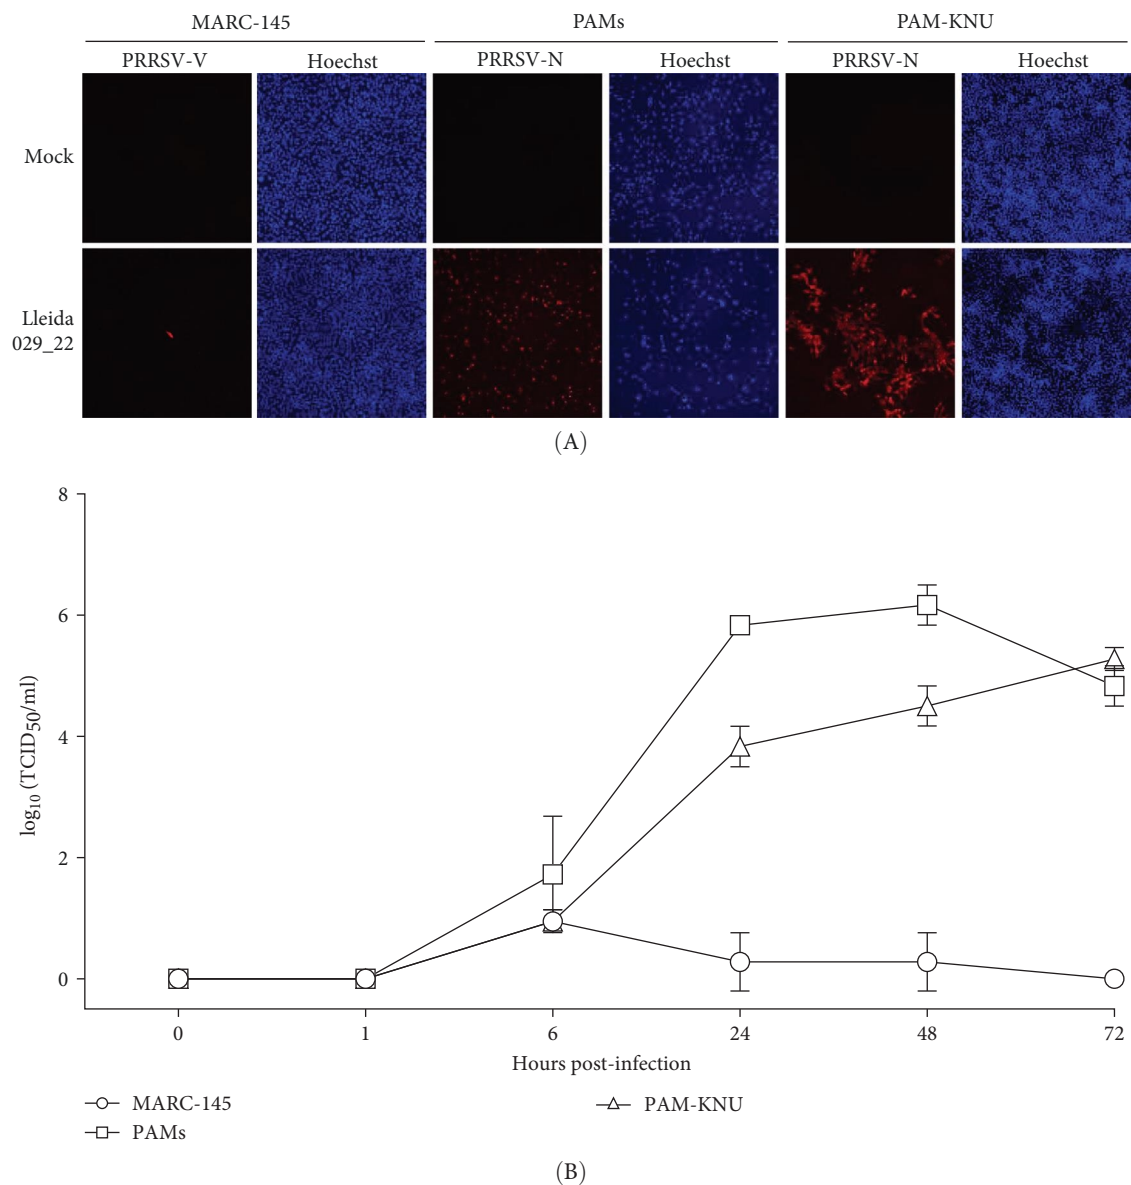 MARC-145 PAMs PAM-KNU
PRRSV-V Hoechst PRRSV-N Hoechst PRRSV-N Hoechst
Mock
Lleida
029_22
(A)
8
6
4
2
0
log10 (TCID50/ml)
0 1 6 24 48 72
Hours post-infection
MARC-145 PAM-KNU
PAMs
(B)